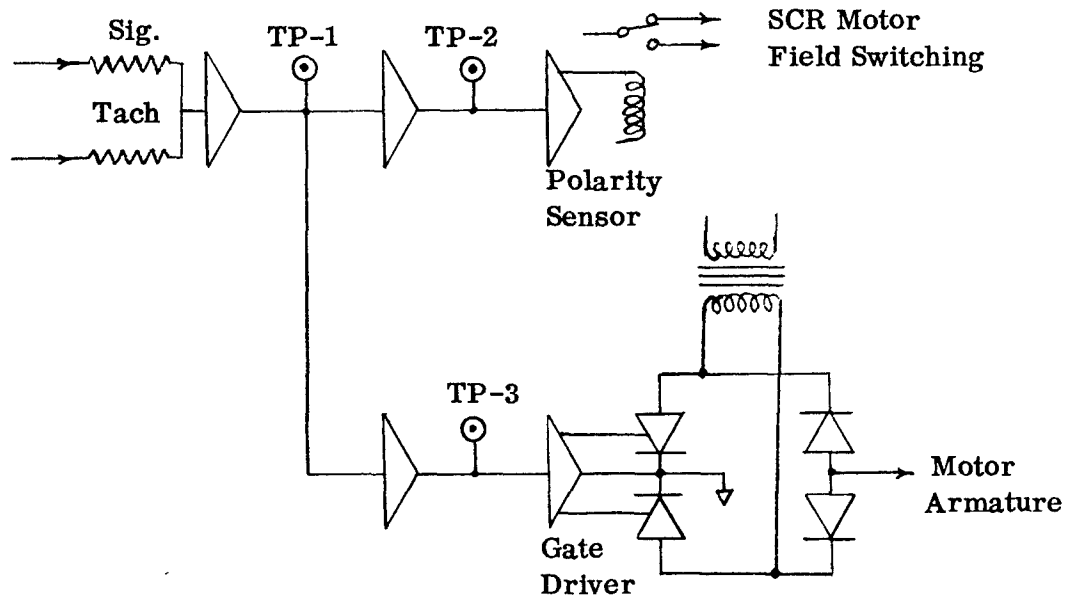 Sig.
TP-1
TP-2
SCR Motor
Field Switching
Tach
Polarity
Sensor
TP-3
Motor
Armature
Gate
Driver